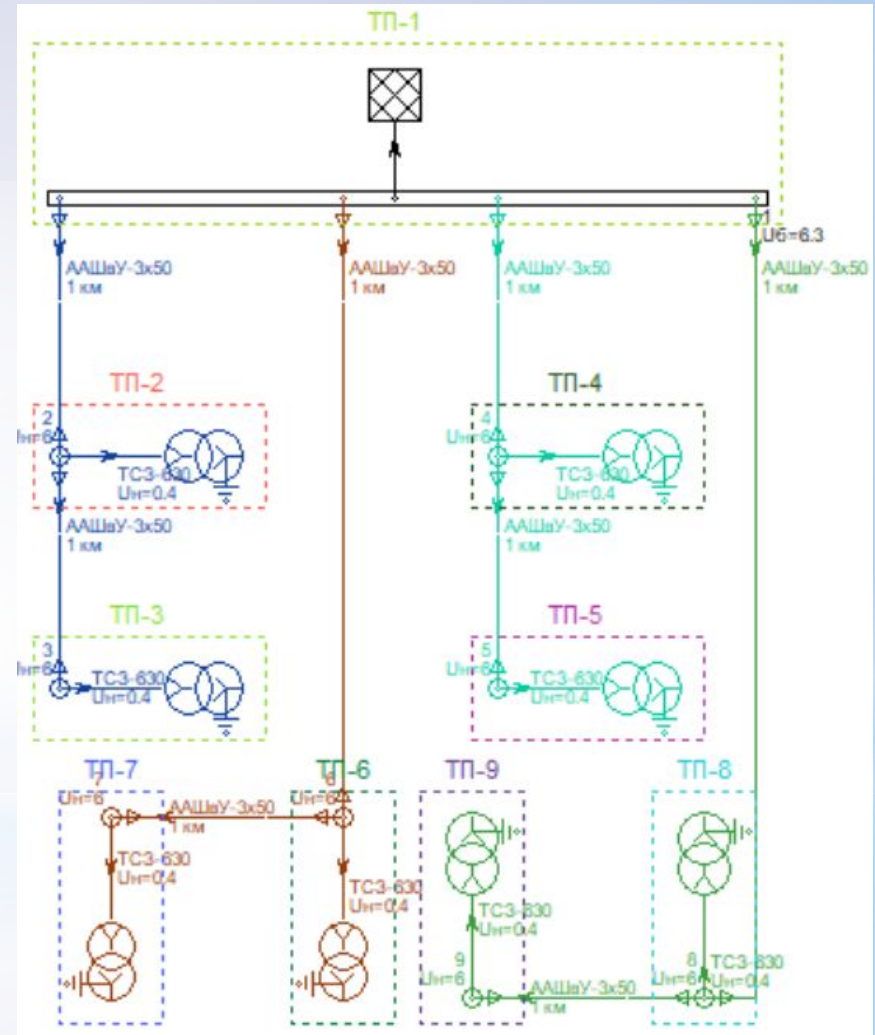 ТП-1
1
Uб=6.3
ААШвУ-3х50
1 км
ААШвУ-3х50
1 км
ААШвУ-3х50
1 км
ААШвУ-3х50
1 км
ТП-2
2
Uн=6
ТСЗ-630
Uн=0.4
ТП-4
4
Uн=6
ТСЗ-630
Uн=0.4
ААШвУ-3х50
1 км
ААШвУ-3х50
1 км
ТП-3
3
Uн=6
ТСЗ-630
Uн=0.4
ТП-5
5
Uн=6
ТСЗ-630
Uн=0.4
ТП-7
7
Uн=6
ААШвУ-3х50
1 км
ТП-6
6
Uн=6
ТП-9
ТП-8
ТСЗ-630
Uн=0.4
ТСЗ-630
Uн=0.4
ТСЗ-630
Uн=0.4
9
Uн=6
ААШвУ-3х50
1 км
8
Uн=6
ТСЗ-630
Uн=0.4